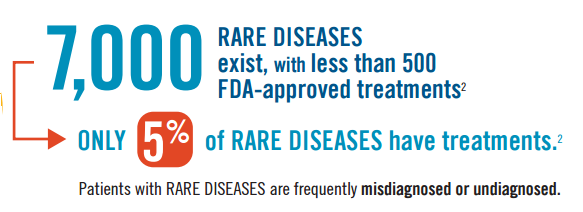 7,000 RARE DISEASES
exist, with less than 500
FDA-approved treatments²
ONLY 5% of RARE DISEASES have treatments.²
Patients with RARE DISEASES are frequently misdiagnosed or undiagnosed.